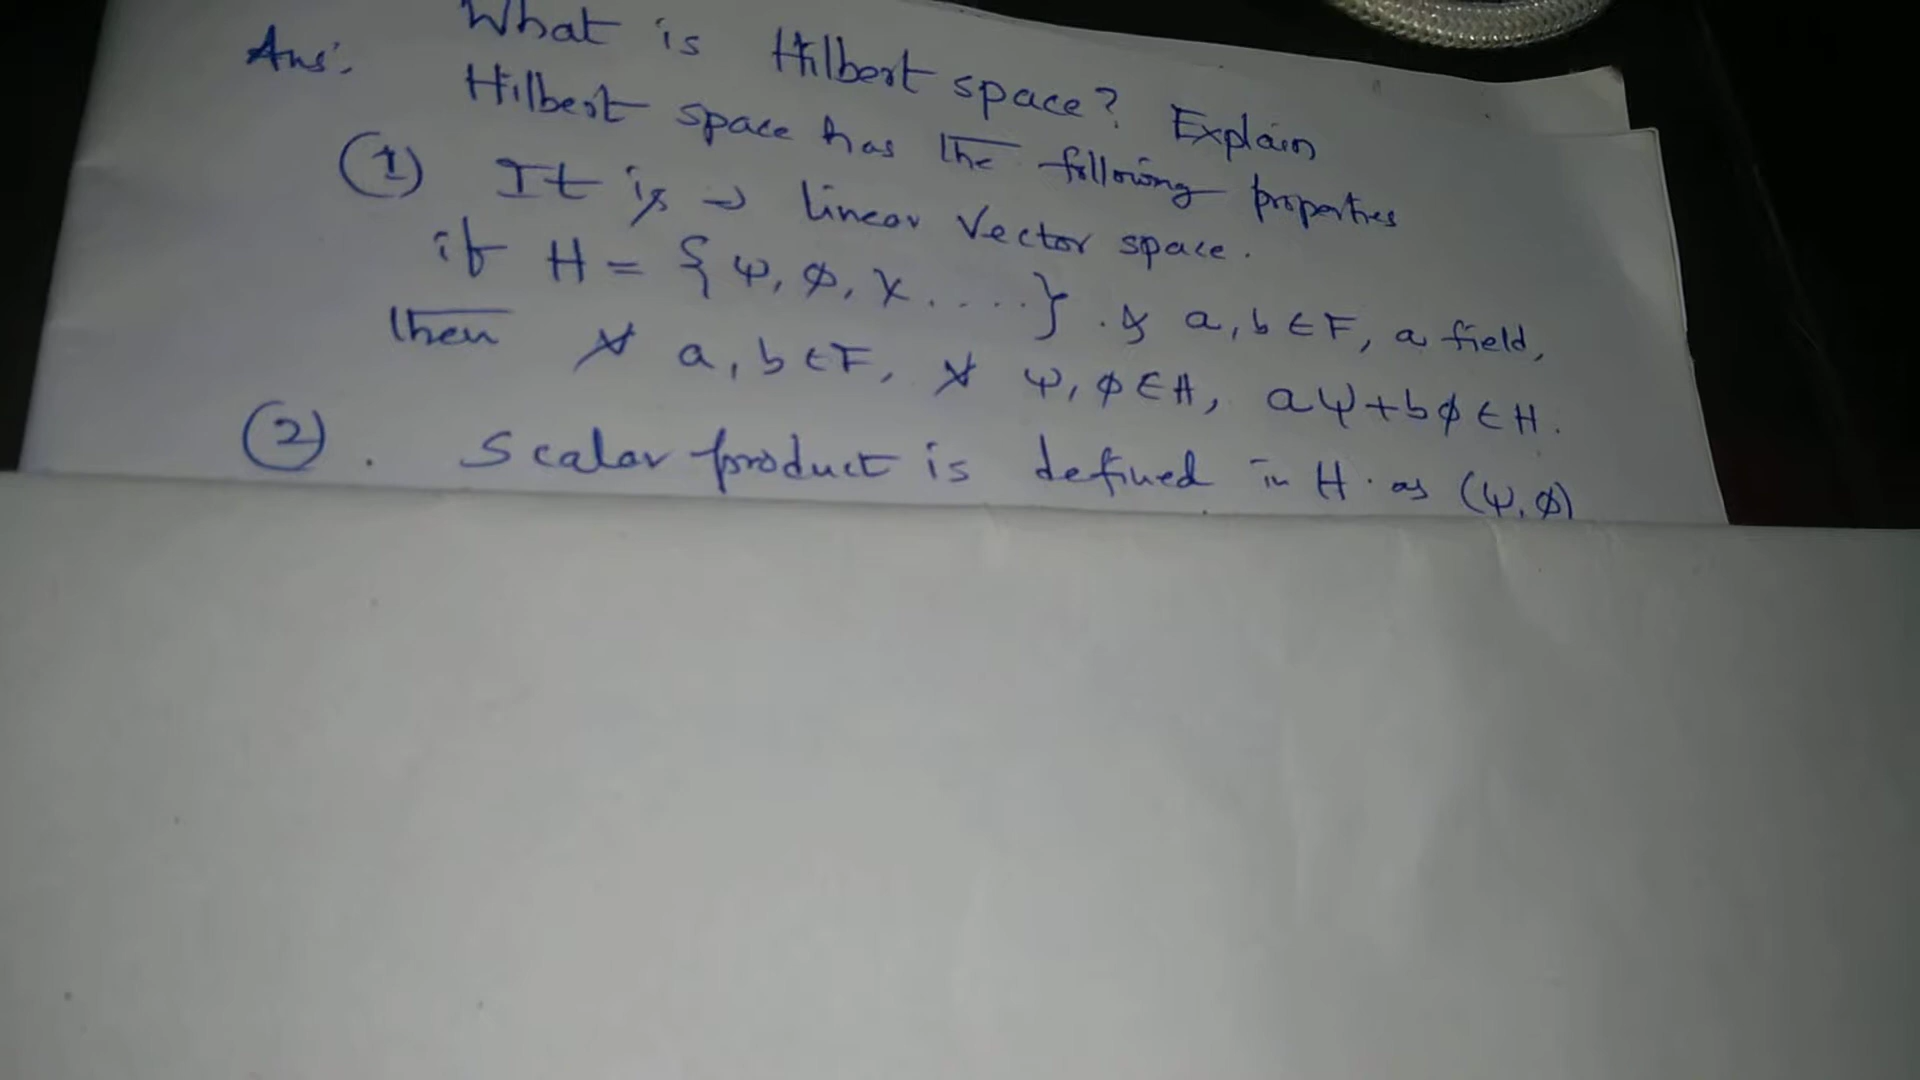 What is Hilbert space? Explain
Ans: Hilbert space has the following properties
(1) It is → linear vector space.
if H = {ψ, φ, χ.....} . & a, b ∈ F, a field,
then ∀ a, b ∈ F, ∀ ψ, φ ∈ H, aψ + bφ ∈ H.
(2). Scalar product is defined in H. as (ψ, φ)